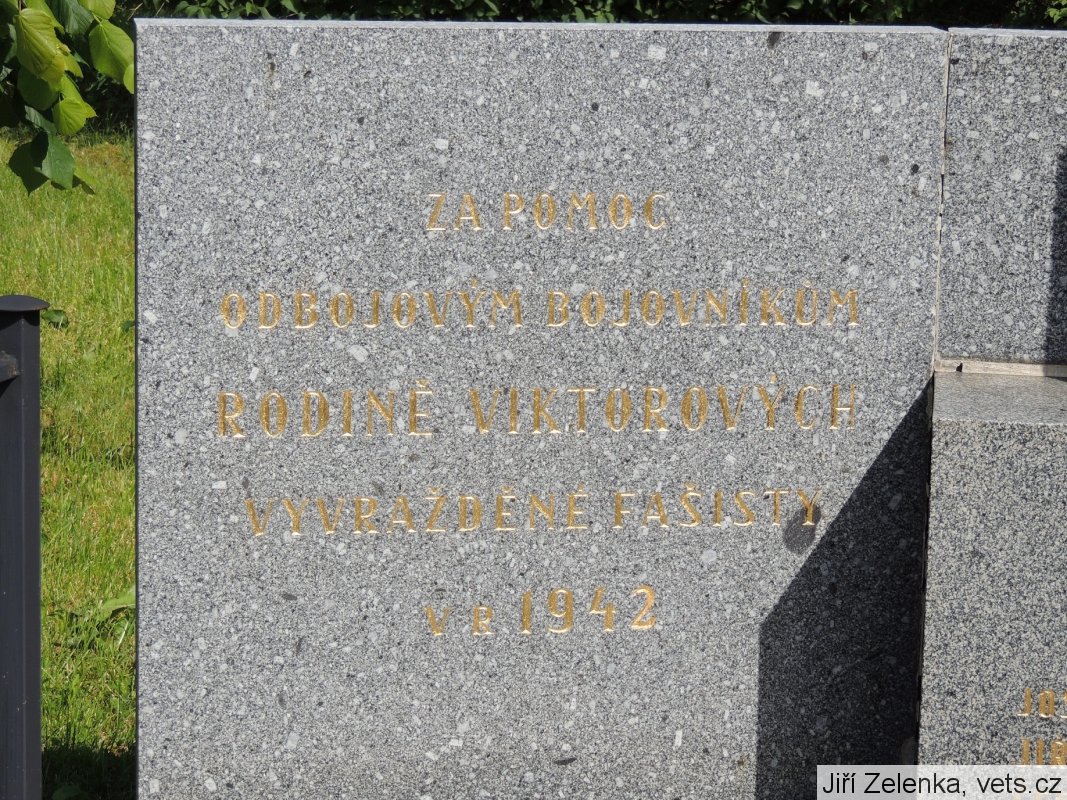 ZA POMOC
ODBOJOVÝM BOJOVNÍKŮM
RODINĚ VIKTOROVÝCH
VYVRAŽDĚNÉ FAŠISTY
V R 1942
Jiří Zelenka, vets.cz